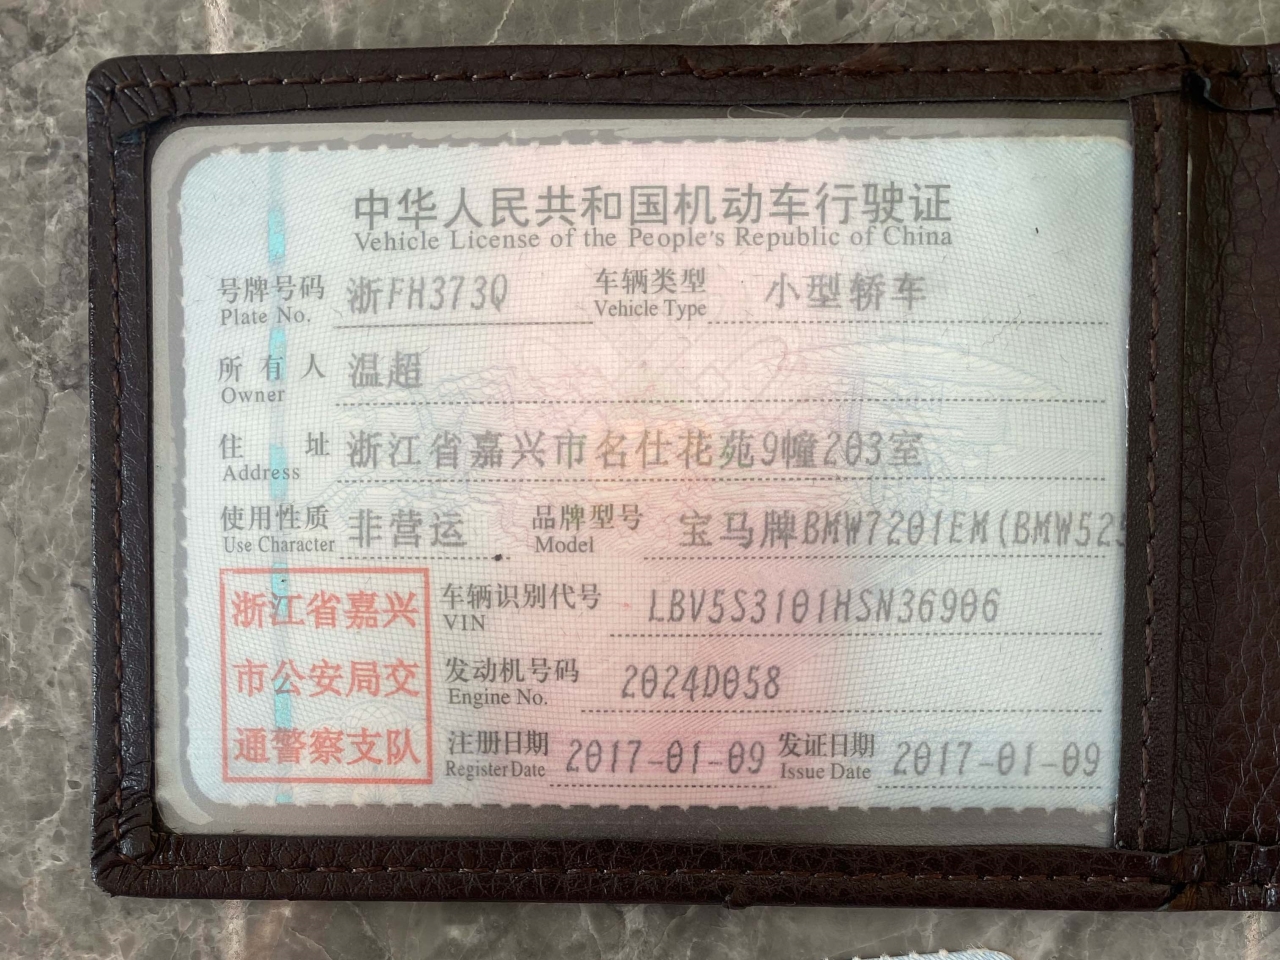 中华人民共和国机动车行驶证
Vehicle License of the People's Republic of China
号牌号码 浙FH373Q 车辆类型 小型轿车
Plate No. Vehicle Type
所有人 温超
Owner
住址 浙江省嘉兴市名仕花苑9幢203室
Address
使用性质 非营运 品牌型号 宝马牌BMW7201EM(BMW525
Use Character Model
浙江省嘉兴
市公安局交
通警察支队
车辆识别代号 LBV5S3101HSN36906
VIN
发动机号码 2024D058
Engine No.
注册日期 2017-01-09 发证日期 2017-01-09
Register Date Issue Date